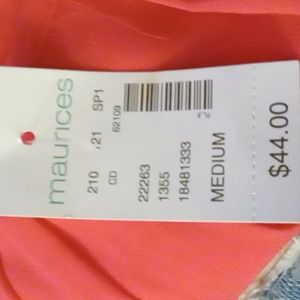 maurices
210 .21 SP1
CD 62109
22263
1355
18481333
MEDIUM
$44.00